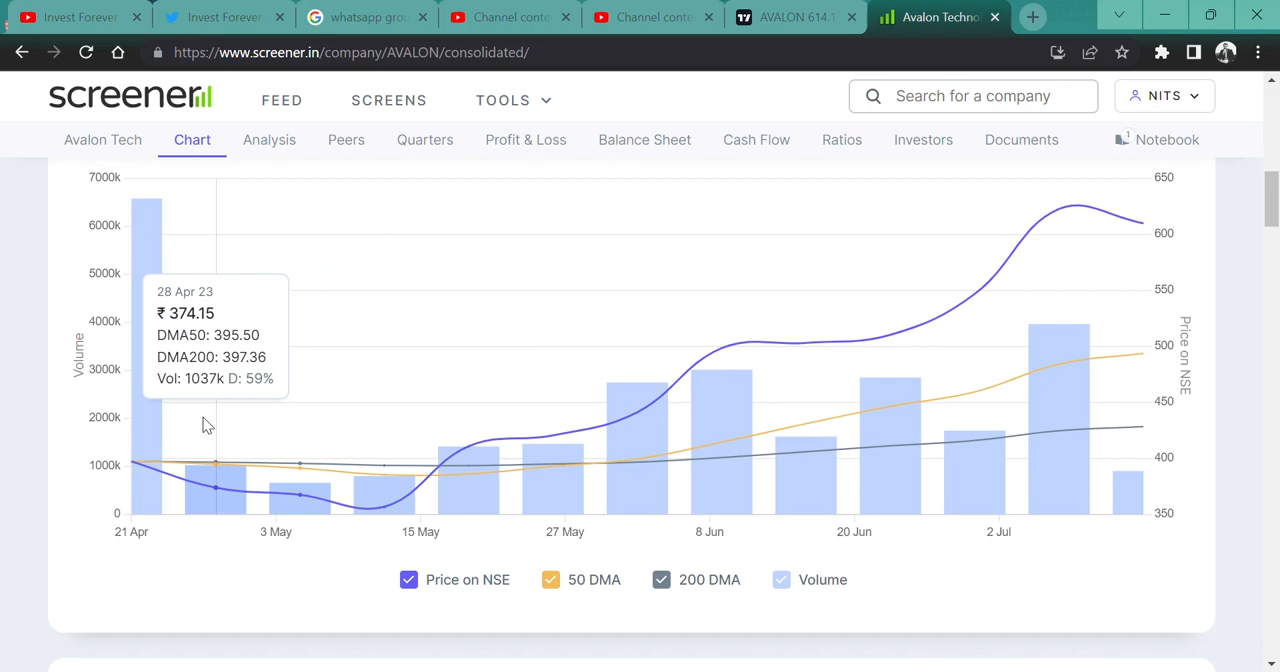 Invest Forever
Invest Forever
whatsapp grou
Channel conte
Channel conte
AVALON 614.1
Avalon Techno
https://www.screener.in/company/AVALON/consolidated/
screener
FEED
SCREENS
TOOLS
Search for a company
NITS
Avalon Tech
Chart
Analysis
Peers
Quarters
Profit & Loss
Balance Sheet
Cash Flow
Ratios
Investors
Documents
1
Notebook
7000k
6000k
5000k
4000k
3000k
2000k
1000k
0
Volume
28 Apr 23
₹ 374.15
DMA50: 395.50
DMA200: 397.36
Vol: 1037k D: 59%
650
600
550
500
450
400
350
Price on NSE
21 Apr
3 May
15 May
27 May
8 Jun
20 Jun
2 Jul
Price on NSE
50 DMA
200 DMA
Volume